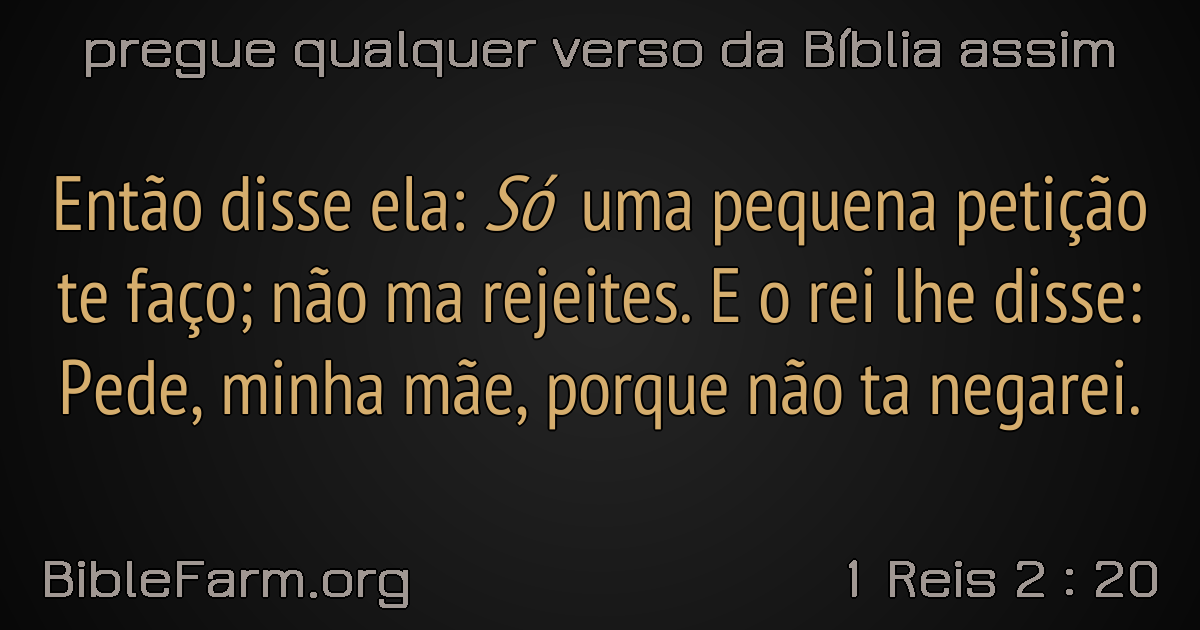 pregue qualquer verso da Bíblia assim
Então disse ela: Só uma pequena petição
te faço; não ma rejeites. E o rei lhe disse:
Pede, minha mãe, porque não ta negarei.
BibleFarm.org
1 Reis 2 : 20